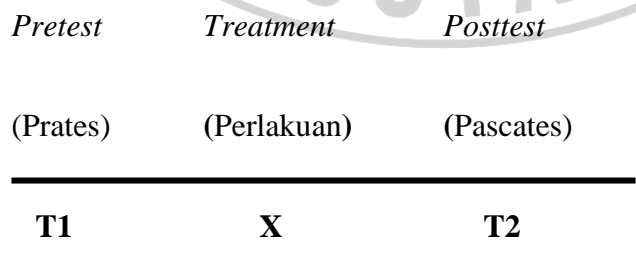 Pretest Treatment Posttest
(Prates) (Perlakuan) (Pascates)
T1 X T2